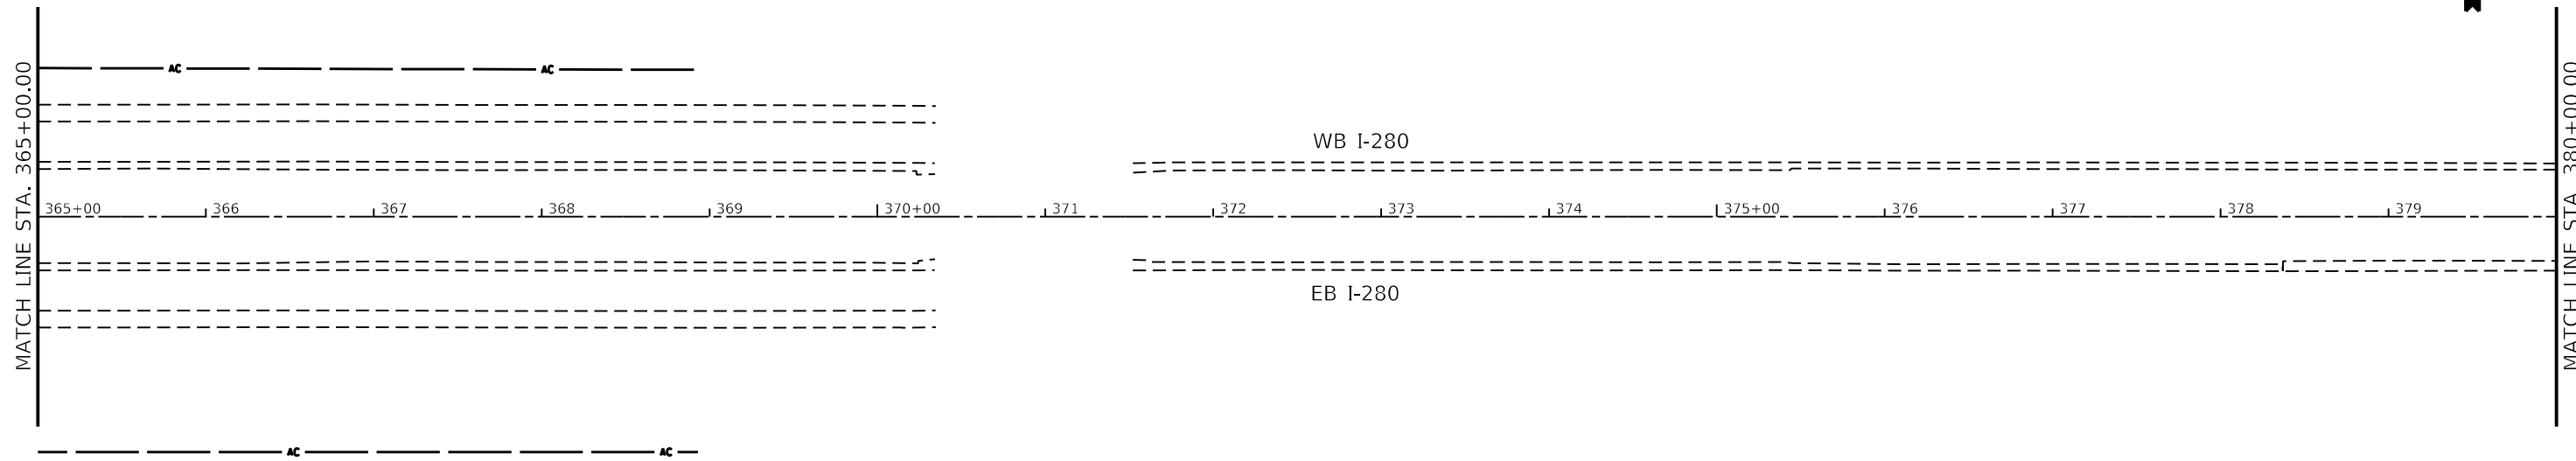 MATCH LINE STA. 365+00.00
AC AC
WB I-280
365+00 366 367 368 369 370+00 371 372 373 374 375+00 376 377 378 379
EB I-280
AC AC
MATCH LINE STA. 380+00.00